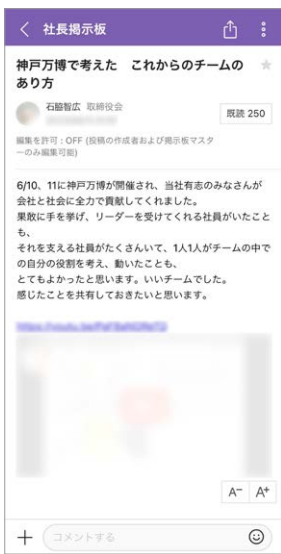 社長掲示板
神戸万博で考えた　これからのチームの
あり方
石脇智広 取締役会
既読 250
編集を許可：OFF (投稿の作成者および掲示板マスタ
ーのみ編集可能)
6/10、11に神戸万博が開催され、当社有志のみなさんが
会社と社会に全力で貢献してくれました。
果敢に手を挙げ、リーダーを受けてくれる社員がいたこと
も、
それを支える社員がたくさんいて、1人1人がチームの中で
の自分の役割を考え、動いたことも、
とてもよかったと思います。いいチームでした。
感じたことを共有しておきたいと思います。
A- A+
コメントする